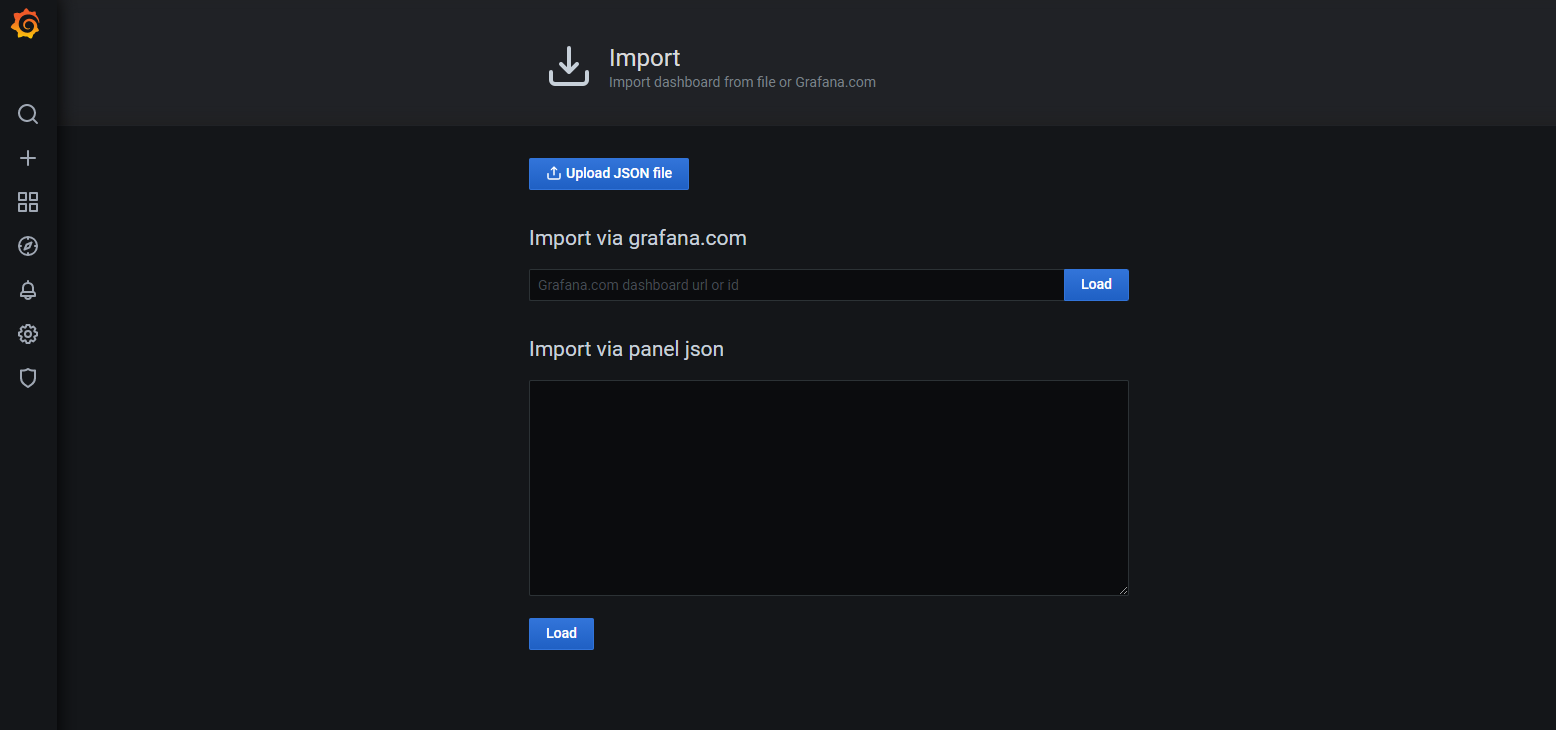 Import
Import dashboard from file or Grafana.com
Upload JSON file
Import via grafana.com
Grafana.com dashboard url or id
Load
Import via panel json
Load